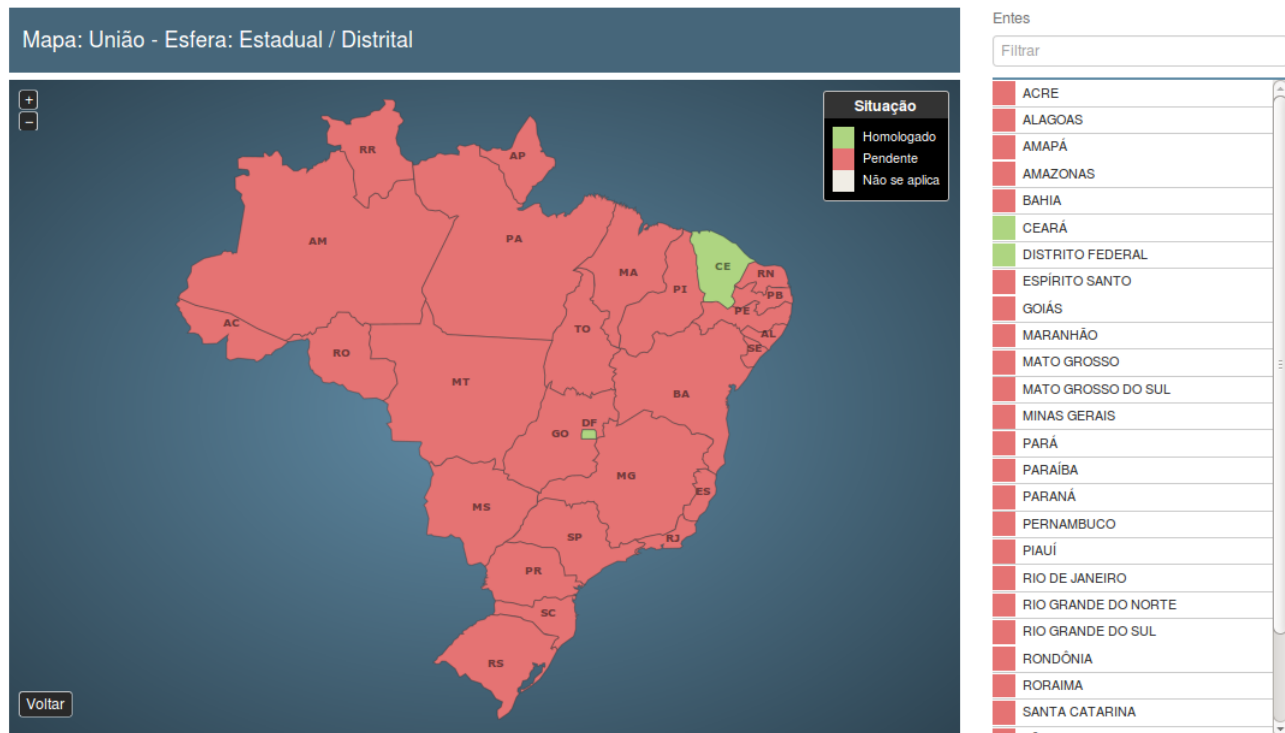 Mapa: União - Esfera: Estadual / Distrital
+
−
Situação
Homologado
Pendente
Não se aplica
RR
AP
AM
PA
MA
CE
RN
PI
PB
PE
AC
TO
AL
SE
RO
MT
BA
DF
GO
MG
ES
MS
SP
RJ
PR
SC
RS
Voltar
Entes
Filtrar
ACRE
ALAGOAS
AMAPÁ
AMAZONAS
BAHIA
CEARÁ
DISTRITO FEDERAL
ESPÍRITO SANTO
GOIÁS
MARANHÃO
MATO GROSSO
MATO GROSSO DO SUL
MINAS GERAIS
PARÁ
PARAÍBA
PARANÁ
PERNAMBUCO
PIAUÍ
RIO DE JANEIRO
RIO GRANDE DO NORTE
RIO GRANDE DO SUL
RONDÔNIA
RORAIMA
SANTA CATARINA